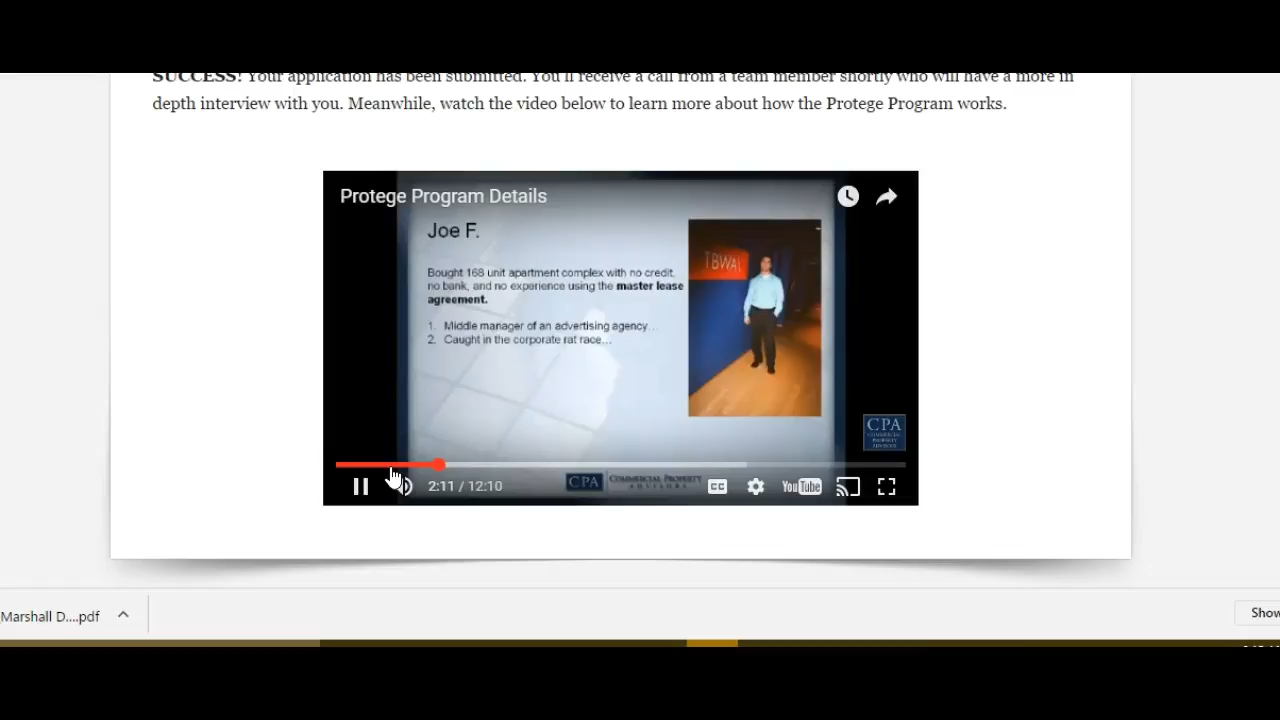 SUCCESS! Your application has been submitted. You'll receive a call from a team member shortly who will have a more in
depth interview with you. Meanwhile, watch the video below to learn more about how the Protege Program works.
Protege Program Details
Joe F.
Bought 168 unit apartment complex with no credit,
no bank, and no experience using the master lease
agreement.
1. Middle manager of an advertising agency...
2. Caught in the corporate rat race...
TBWA\
CPA
COMMERCIAL
PROPERTY
ADVISORS
2:11 / 12:10
CPA COMMERCIAL PROPERTY
ADVISORS
CC
YouTube
Marshall D....pdf
Show